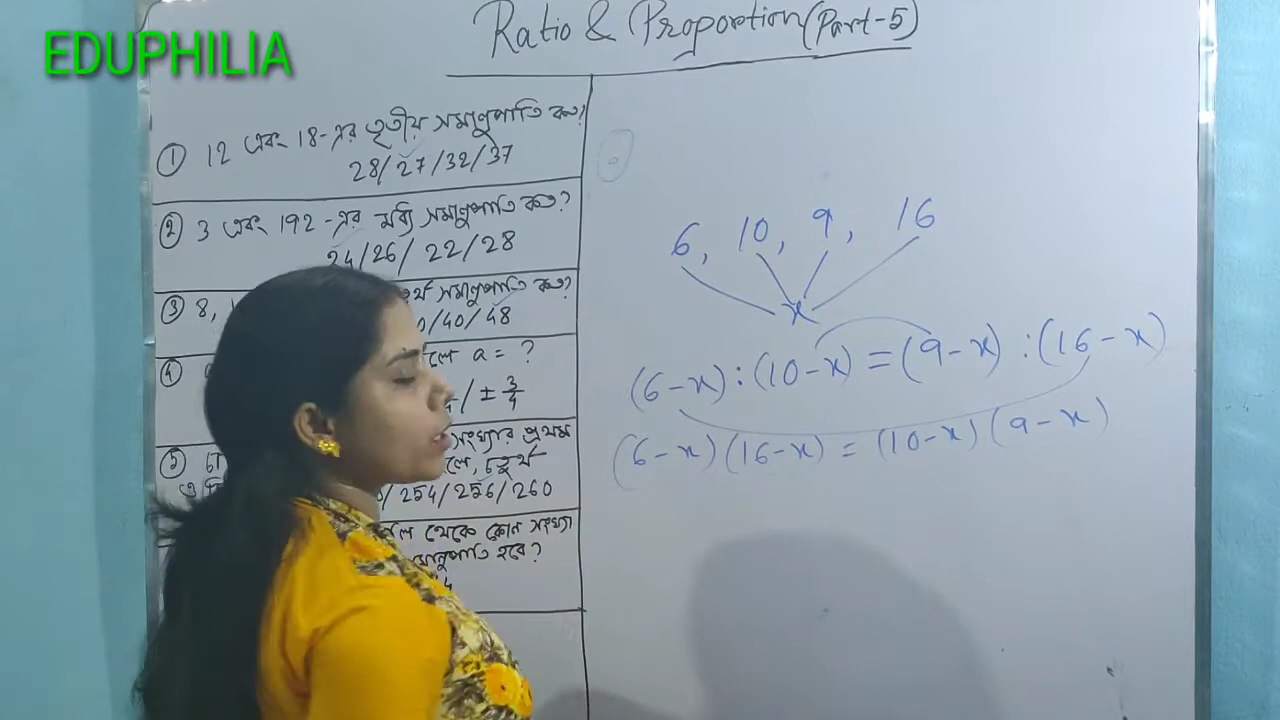 EDUPHILIA
Ratio & Proportion (Part-5)
① 12 এবং 18-এর তৃতীয় সমানুপাতি কত?
28/27/32/37
② 3 এবং 192-এর মধ্য সমানুপাতি কত?
24/26/22/28
③ 8, র্থ সমানুপাতি কত?
0/40/48
④ লে a = ?
/ ± 3/4
⑤ সংখ্যার প্রথম
লে, চতুর্থ
/254/256/260
থেকে কোন সংখ্যা
মানুপাতি হবে?
6, 10, 9, 16
x
(6-x):(10-x) = (9-x):(16-x)
(6-x)(16-x) = (10-x)(9-x)